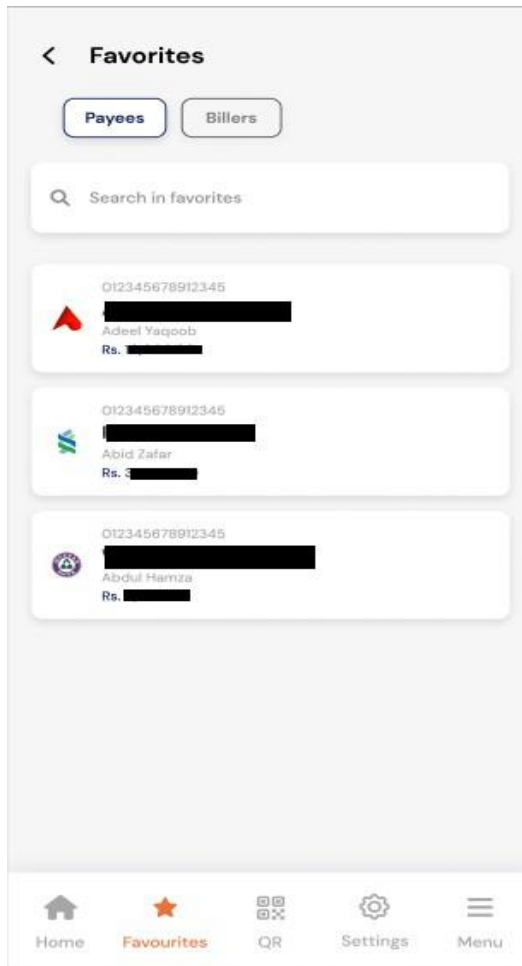 Favorites
Payees
Billers
Search in favorites
012345678912345
Adeel Yaqoob
Rs.
012345678912345
Abid Zafar
Rs.
012345678912345
Abdul Hamza
Rs.
Home
Favourites
QR
Settings
Menu